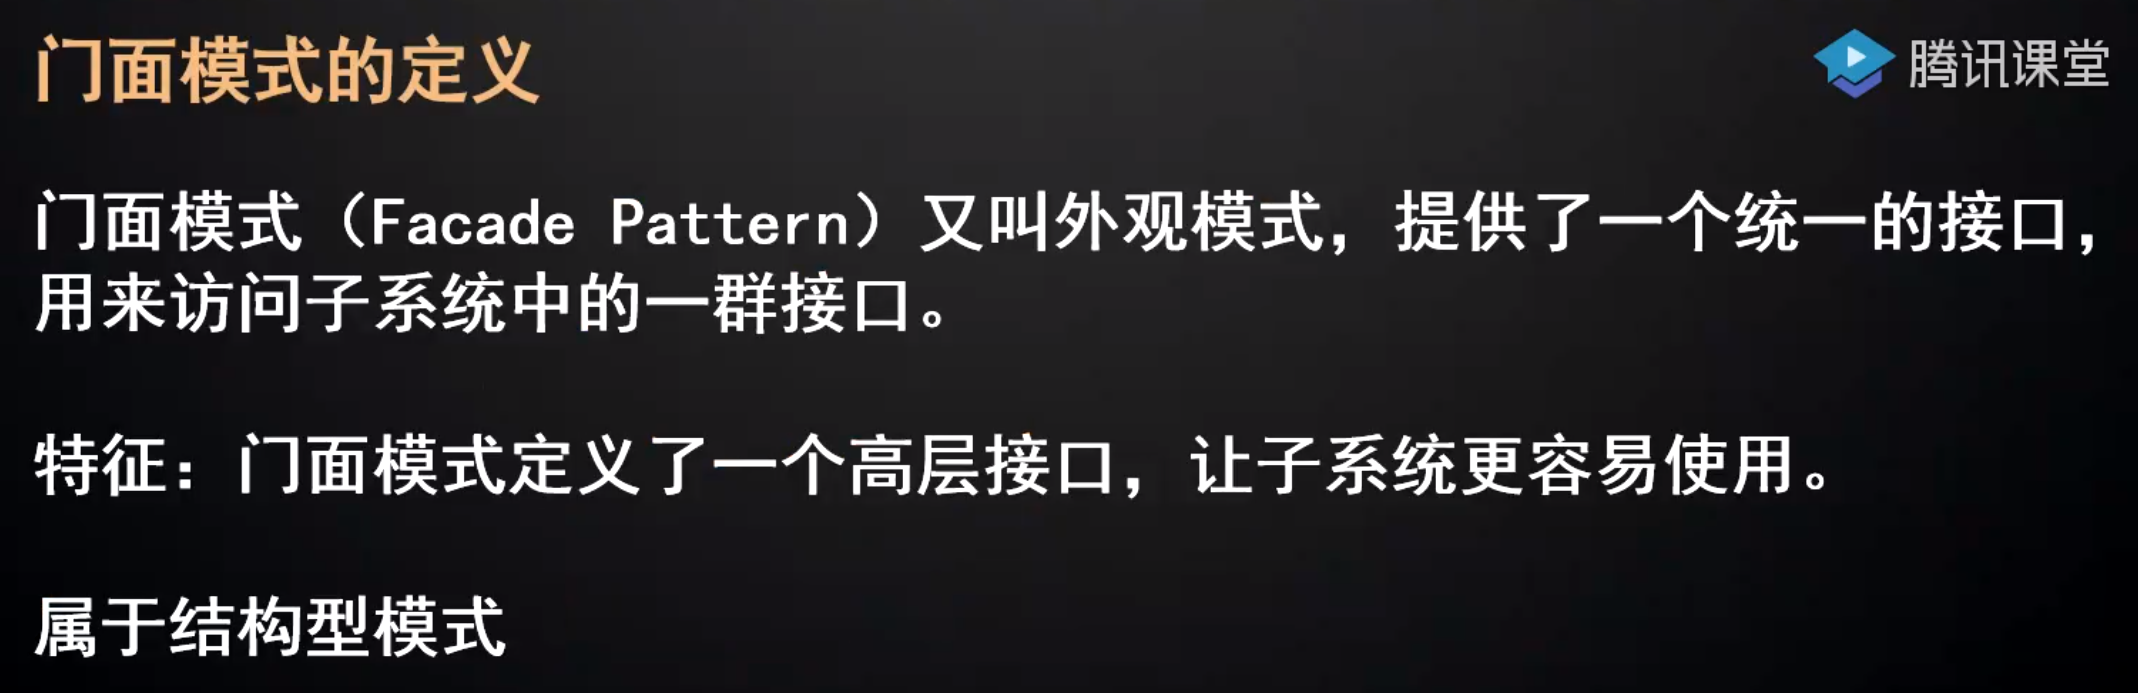 门面模式的定义
腾讯课堂
门面模式（Facade Pattern）又叫外观模式，提供了一个统一的接口，
用来访问子系统中的一群接口。
特征：门面模式定义了一个高层接口，让子系统更容易使用。
属于结构型模式